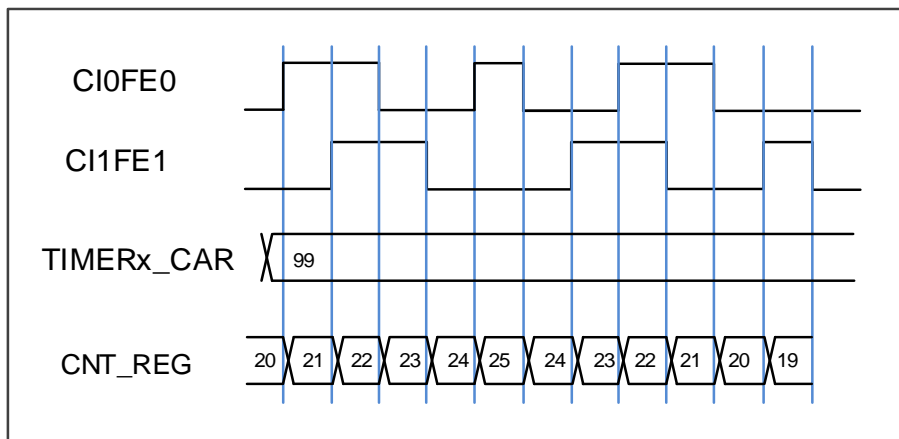 CI0FE0
CI1FE1
TIMERx_CAR 99
CNT_REG 20 21 22 23 24 25 24 23 22 21 20 19